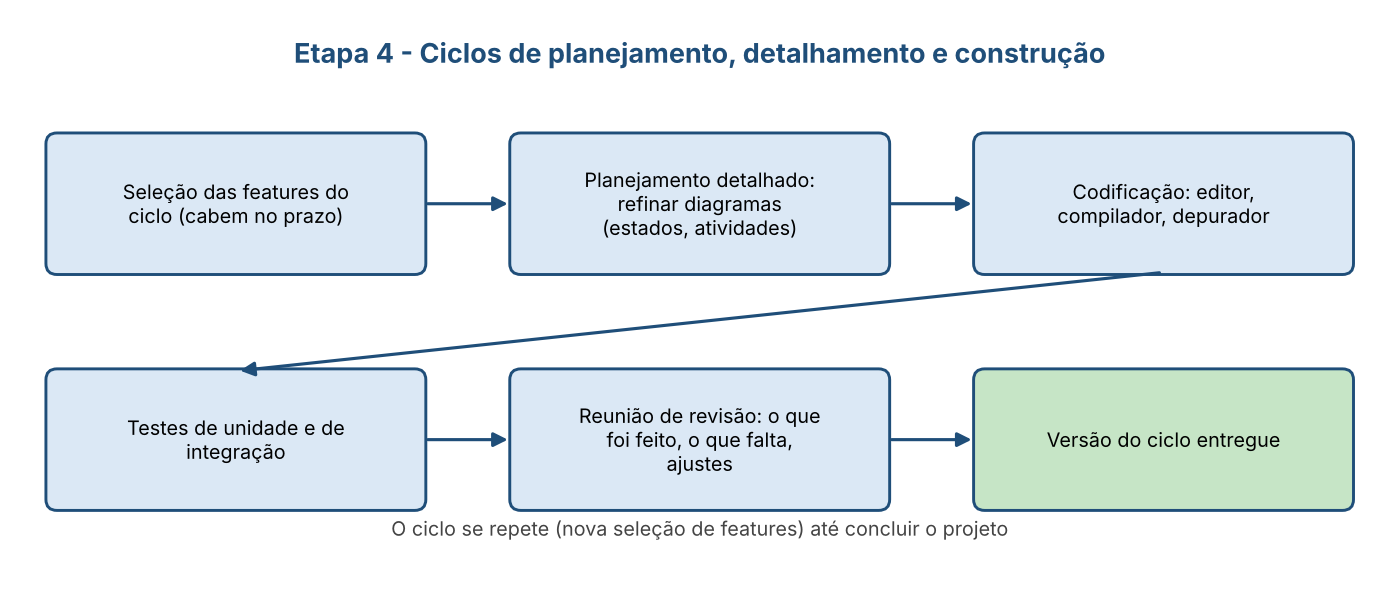 Etapa 4 - Ciclos de planejamento, detalhamento e construção
Seleção das features do
ciclo (cabem no prazo)
Planejamento detalhado:
refinar diagramas
(estados, atividades)
Codificação: editor,
compilador, depurador
Testes de unidade e de
integração
Reunião de revisão: o que
foi feito, o que falta,
ajustes
Versão do ciclo entregue
O ciclo se repete (nova seleção de features) até concluir o projeto